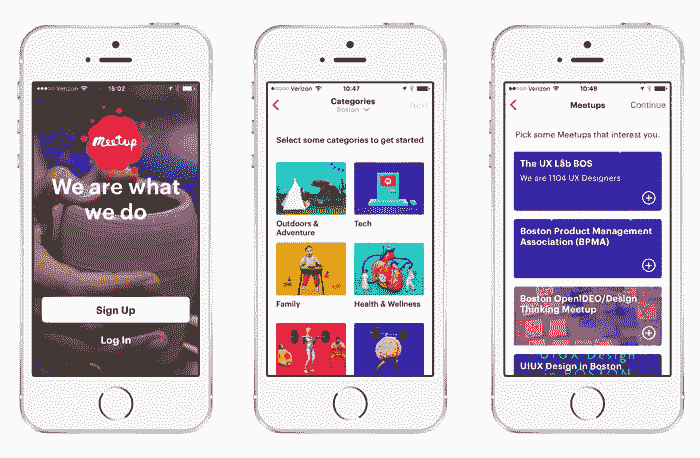 Verizon 15:02
meetup
We are what
we do
Sign Up
Log In
Verizon 10:47
Categories
Boston
Next
Select some categories to get started
Outdoors &
Adventure
Tech
Family
Health & Wellness
Verizon 10:48
Meetups
Continue
Pick some Meetups that interest you.
The UX Lab BOS
We are 1104 UX Designers
Boston Product Management
Association (BPMA)
Boston OpenIDEO/Design
Thinking Meetup
UIUX Design in Boston